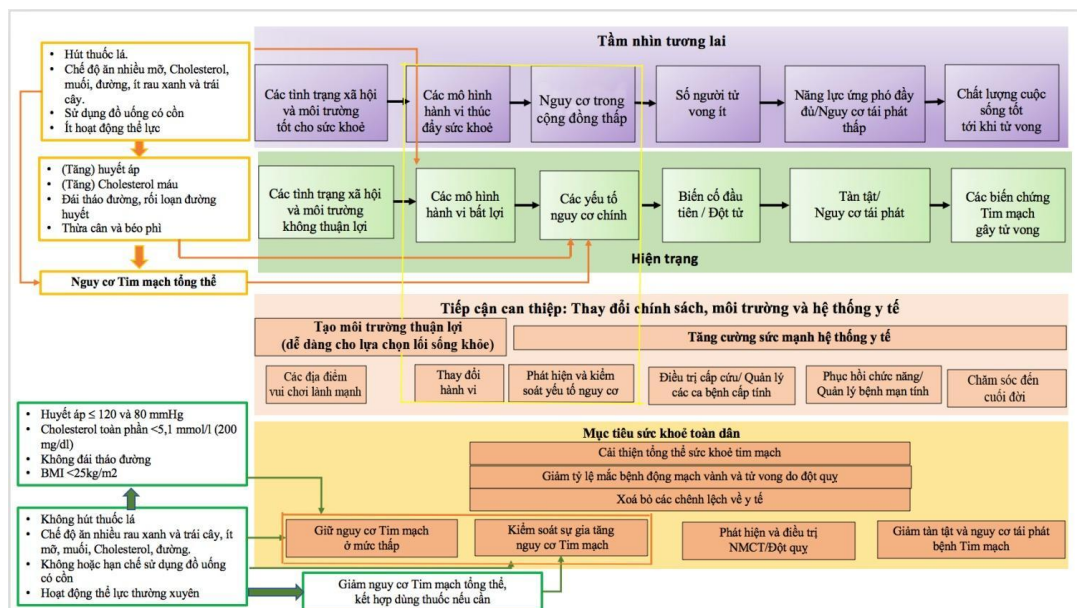 Hút thuốc lá.
Chế độ ăn nhiều mỡ, Cholesterol,
muối, đường, ít rau xanh và trái
cây.
Sử dụng đồ uống có cồn
Ít hoạt động thể lực
(Tăng) huyết áp
(Tăng) Cholesterol máu
Đái tháo đường, rối loạn đường
huyết
Thừa cân và béo phì
Nguy cơ Tim mạch tổng thể
Tầm nhìn tương lai
Các tình trạng xã hội
và môi trường
tốt cho sức khoẻ
Các mô hình
hành vi thúc
đẩy sức khoẻ
Nguy cơ trong
cộng đồng thấp
Số người tử
vong ít
Năng lực ứng phó đầy
đủ/Nguy cơ tái phát
thấp
Chất lượng cuộc
sống tốt
tới khi tử vong
Các tình trạng xã hội
và môi trường
không thuận lợi
Các mô hình
hành vi bất lợi
Các yếu tố
nguy cơ chính
Biến cố đầu
tiên / Đột tử
Tàn tật/
Nguy cơ tái phát
Các biến chứng
Tim mạch
gây tử vong
Hiện trạng
Tiếp cận can thiệp: Thay đổi chính sách, môi trường và hệ thống y tế
Tạo môi trường thuận lợi
(dễ dàng cho lựa chọn lối sống khỏe)
Tăng cường sức mạnh hệ thống y tế
Các địa điểm
vui chơi lành mạnh
Thay đổi
hành vi
Phát hiện và kiểm
soát yếu tố nguy cơ
Điều trị cấp cứu/ Quản lý
các ca bệnh cấp tính
Phục hồi chức năng/
Quản lý bệnh mạn tính
Chăm sóc đến
cuối đời
Mục tiêu sức khoẻ toàn dân
Cải thiện tổng thể sức khỏe tim mạch
Giảm tỷ lệ mắc bệnh động mạch vành và tử vong do đột quỵ
Xoá bỏ các chênh lệch về y tế
Giữ nguy cơ Tim mạch
ở mức thấp
Kiểm soát sự gia tăng
nguy cơ Tim mạch
Phát hiện và điều trị
NMCT/Đột quỵ
Giảm tàn tật và nguy cơ tái phát
bệnh Tim mạch
Huyết áp ≤ 120 và 80 mmHg
Cholesterol toàn phần <5,1 mmol/l (200
mg/dl)
Không đái tháo đường
BMI <25kg/m2
Không hút thuốc lá
Chế độ ăn nhiều rau xanh và trái cây, ít
mỡ, muối, Cholesterol, đường.
Không hoặc hạn chế sử dụng đồ uống
có cồn
Hoạt động thể lực thường xuyên
Giảm nguy cơ Tim mạch tổng thể,
kết hợp dùng thuốc nếu cần